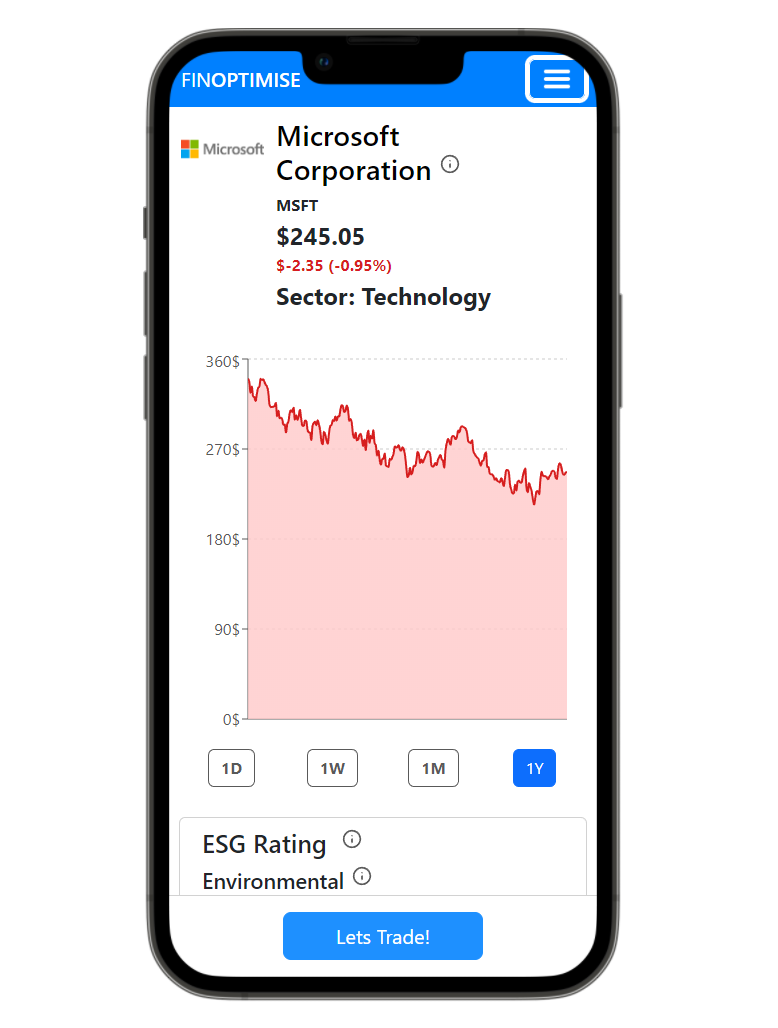 FINOPTIMISE
Microsoft
Microsoft
Corporation
MSFT
$245.05
$-2.35 (-0.95%)
Sector: Technology
360$
270$
180$
90$
0$
1D 1W 1M 1Y
ESG Rating
Environmental
Lets Trade!